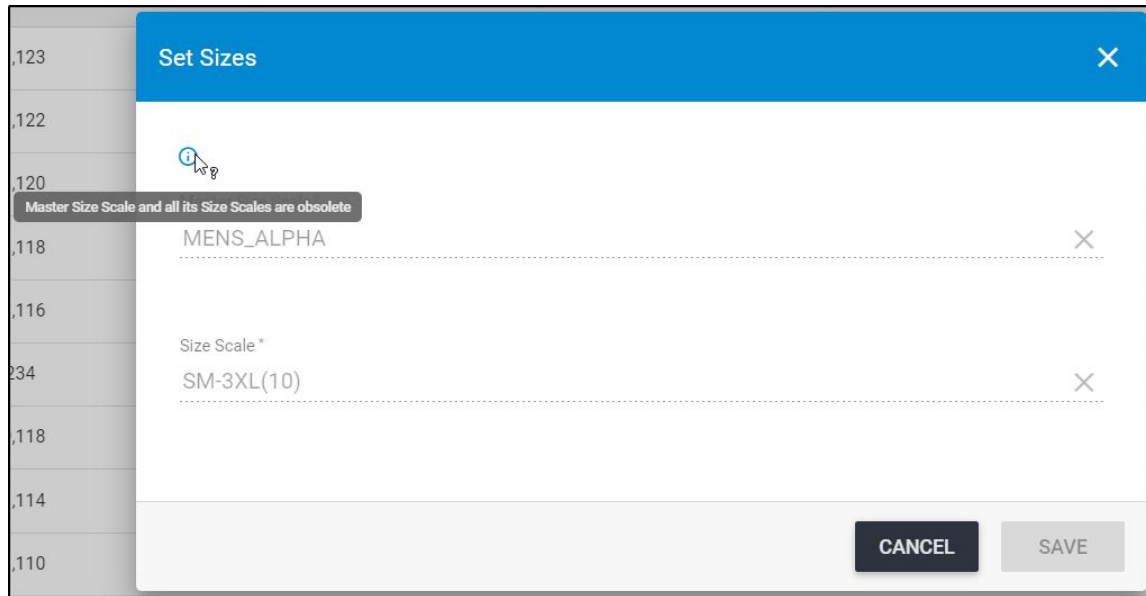 ,123
Set Sizes
,122
,120
Master Size Scale and all its Size Scales are obsolete
MENS_ALPHA
,118
,116
Size Scale *
234
SM-3XL(10)
,118
,114
CANCEL
SAVE
,110